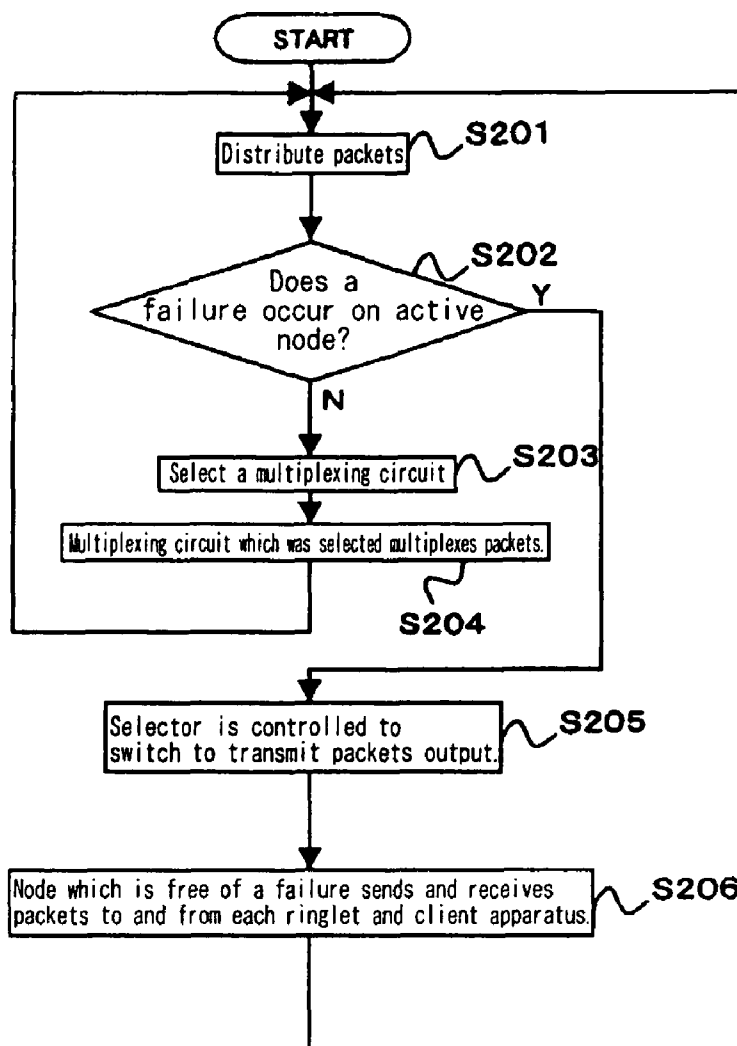 START
Distribute packets
S201
S202
Does a
failure occur on active
node?
Y
N
Select a multiplexing circuit
S203
Multiplexing circuit which was selected multiplexes packets.
S204
Selector is controlled to
switch to transmit packets output.
S205
Node which is free of a failure sends and receives
packets to and from each ringlet and client apparatus.
S206